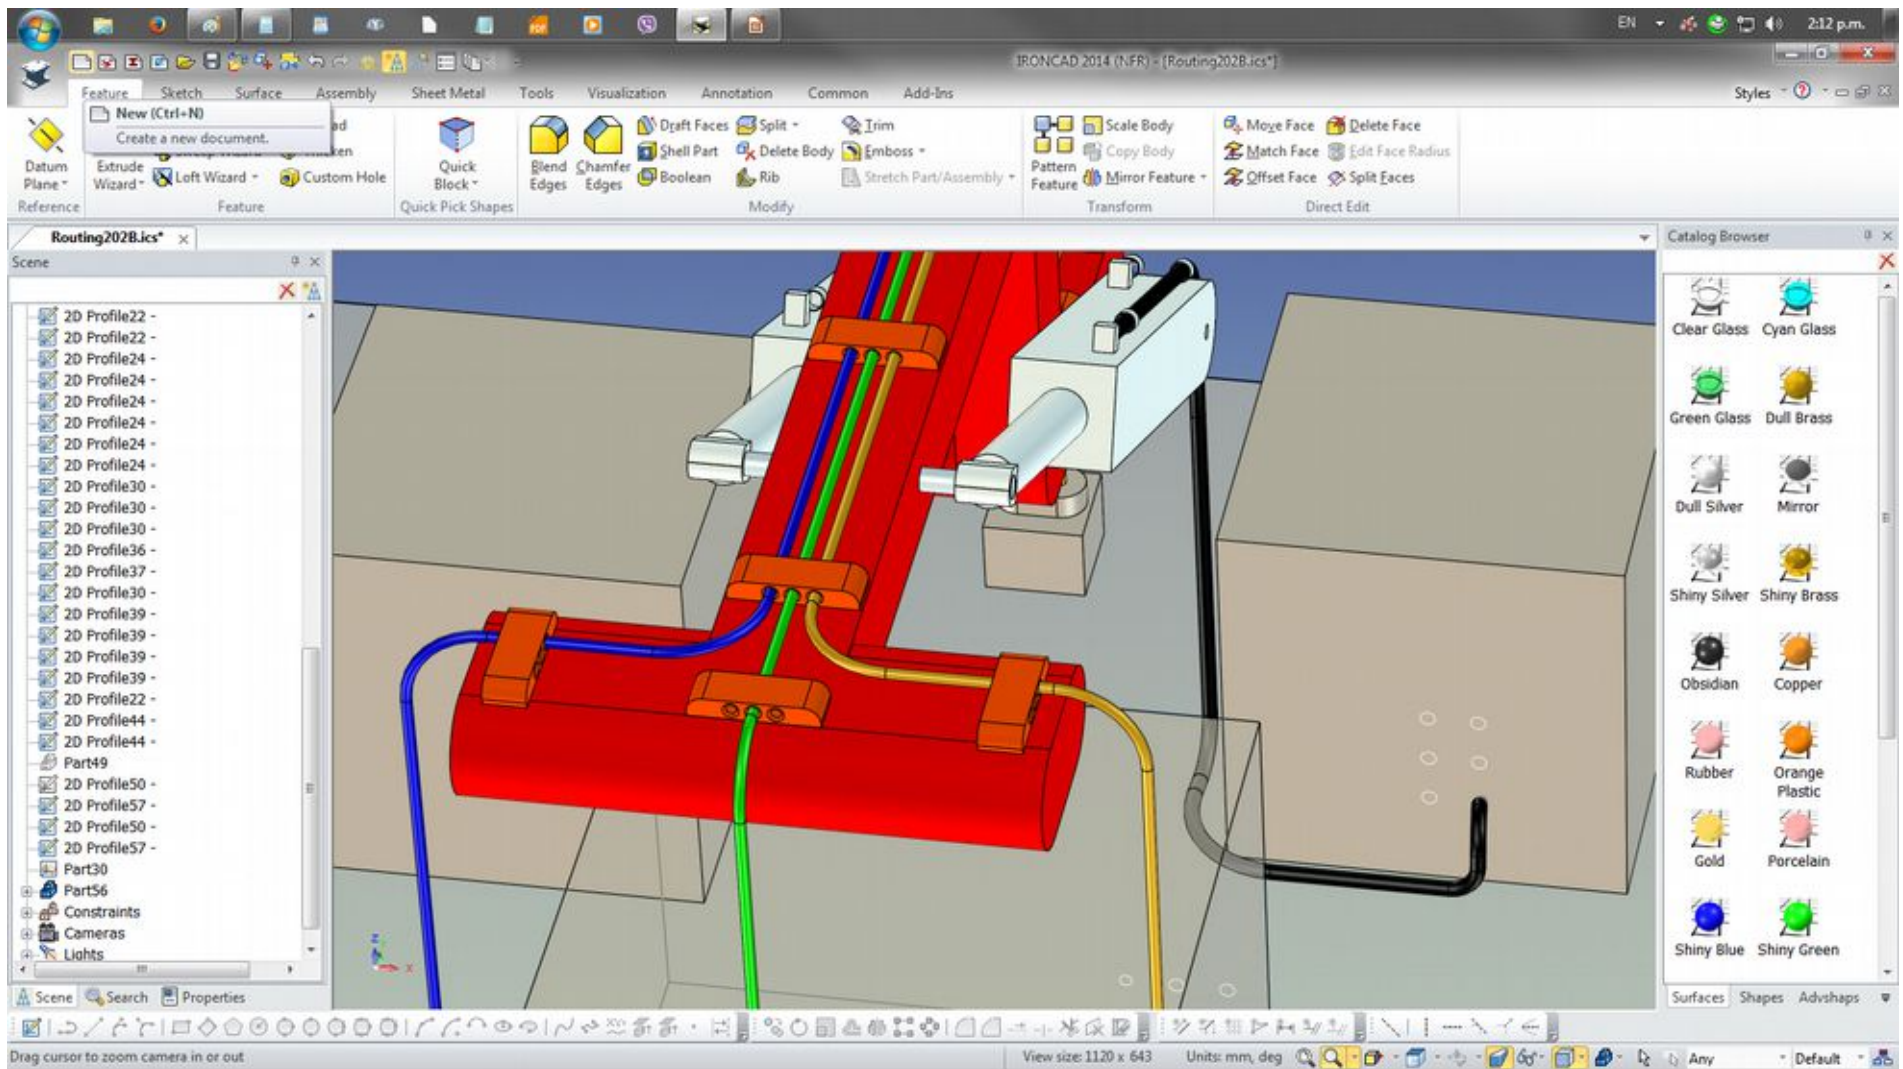 EN 2:12 p.m.
IRONCAD 2014 (NFR) - [Routing202B.ics*]
Feature Sketch Surface Assembly Sheet Metal Tools Visualization Annotation Common Add-Ins Styles
New (Ctrl+N)
Create a new document.
Datum Plane
Extrude Wizard
Loft Wizard
Custom Hole
Quick Block
Blend Edges
Chamfer Edges
Draft Faces Split Trim
Shell Part Delete Body Emboss
Boolean Rib Stretch Part/Assembly
Pattern Feature
Scale Body
Copy Body
Mirror Feature
Move Face Delete Face
Match Face Edit Face Radius
Offset Face Split Faces
Reference Feature Quick Pick Shapes Modify Transform Direct Edit
Routing202B.ics*
Scene
2D Profile22 -
2D Profile22 -
2D Profile24 -
2D Profile24 -
2D Profile24 -
2D Profile24 -
2D Profile24 -
2D Profile24 -
2D Profile30 -
2D Profile30 -
2D Profile30 -
2D Profile36 -
2D Profile37 -
2D Profile30 -
2D Profile39 -
2D Profile39 -
2D Profile39 -
2D Profile39 -
2D Profile22 -
2D Profile44 -
2D Profile44 -
Part49
2D Profile50 -
2D Profile57 -
2D Profile50 -
2D Profile57 -
Part30
Part56
Constraints
Cameras
Lights
Scene Search Properties
Z
X
Catalog Browser
Clear Glass Cyan Glass
Green Glass Dull Brass
Dull Silver Mirror
Shiny Silver Shiny Brass
Obsidian Copper
Rubber Orange Plastic
Gold Porcelain
Shiny Blue Shiny Green
Surfaces Shapes Advshaps
Drag cursor to zoom camera in or out
View size: 1120 x 643 Units: mm, deg Any Default